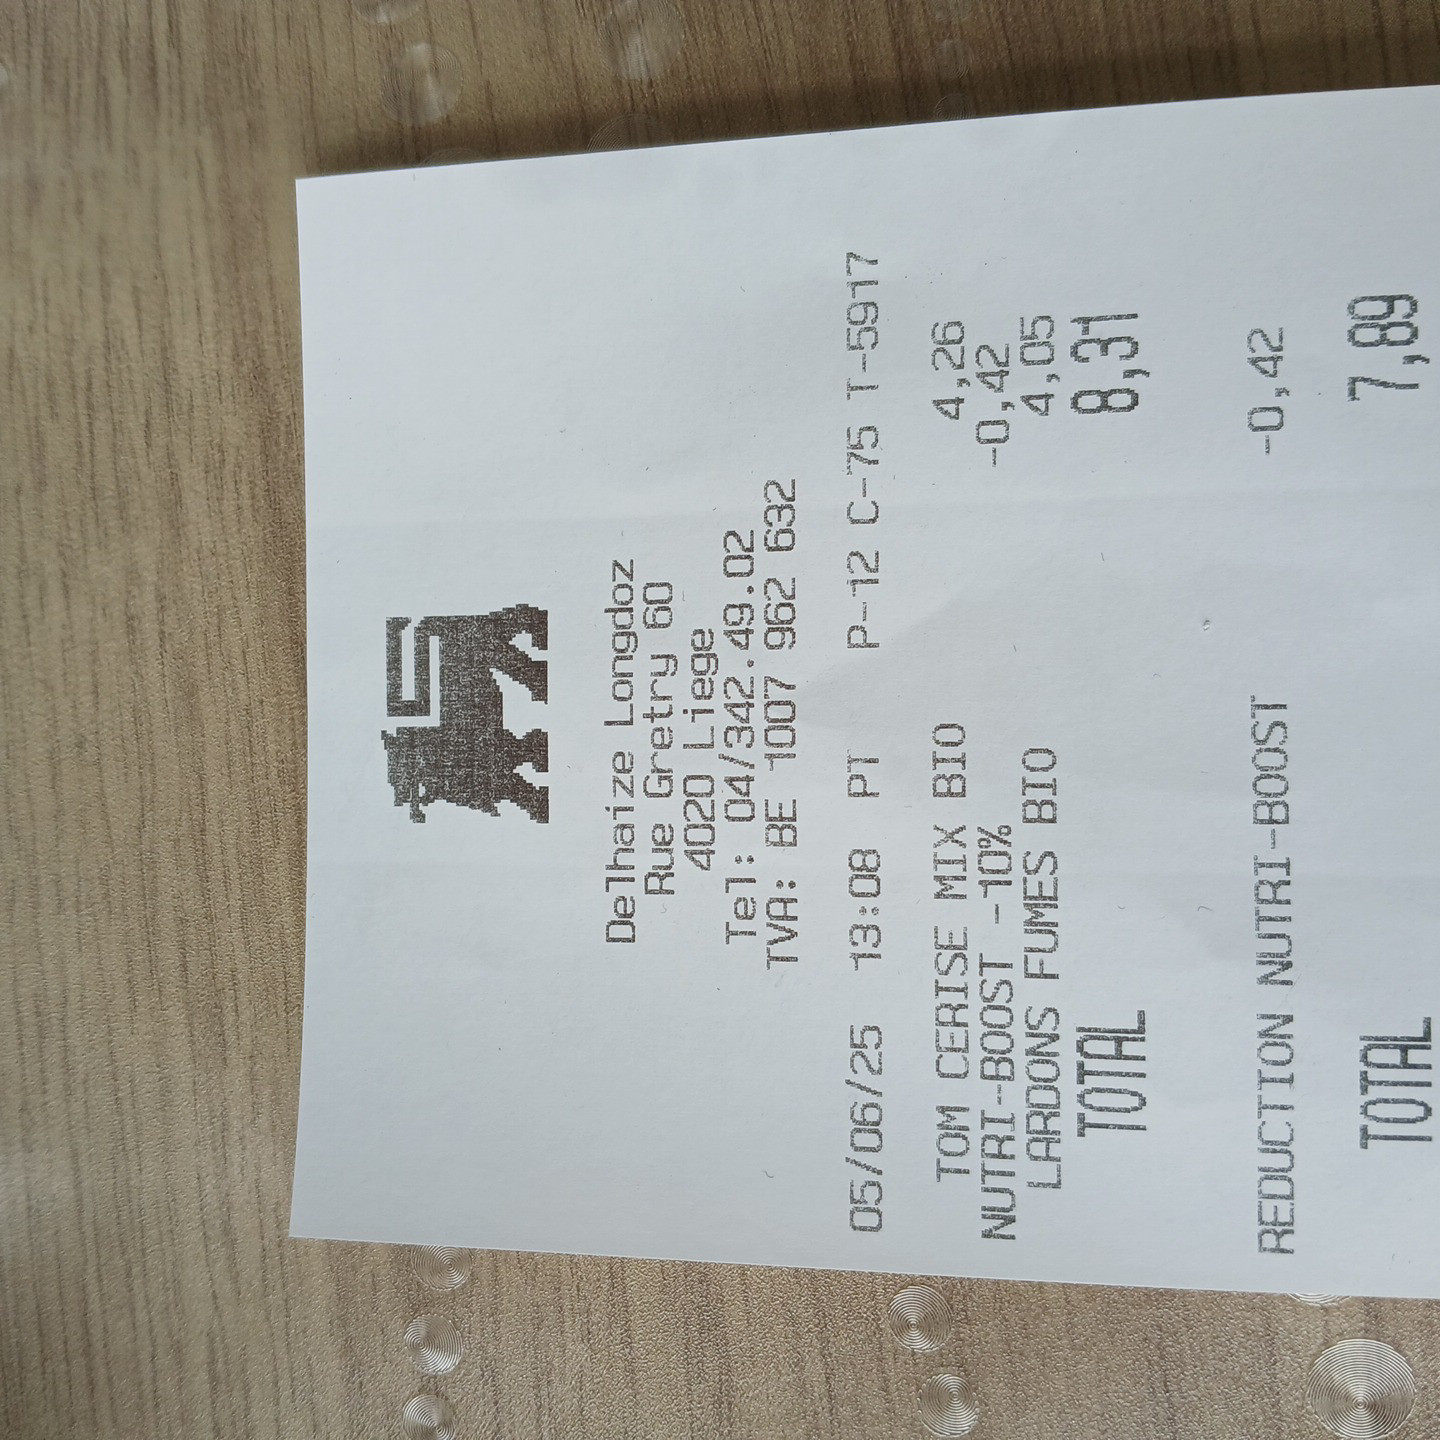 Delhaize Longdoz
Rue Gretry 60
4020 Liege
Tel: 04/342.49.02
TVA: BE 1007 962 632
05/06/25 13:08 PT P-12 C-75 T-5917
TOM CERISE MIX BIO 4,26
NUTRI-BOOST -10% -0,42
LARDONS FUMES BIO 4,05
TOTAL 8,31
REDUCTION NUTRI-BOOST -0,42
TOTAL 7,89